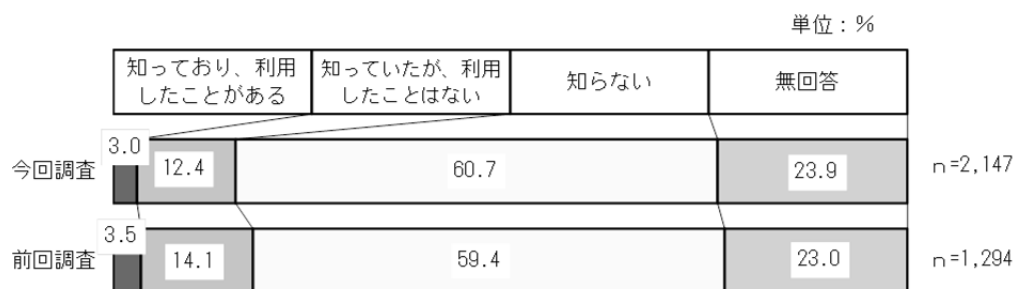 単位：％
知っており、利用
したことがある
知っていたが、利用
したことはない
知らない
無回答
今回調査 3.0 12.4 60.7 23.9 n=2,147
前回調査 3.5 14.1 59.4 23.0 n=1,294